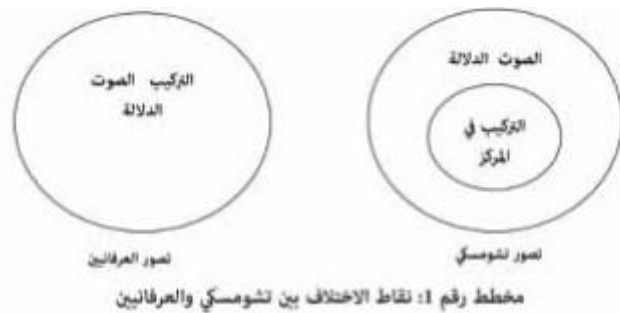 الصوت الدلالة
التركيب في
المركز
تصور تشومسكي
التركيب الصوت
الدلالة
تصور العرفانيين
مخطط رقم 1: نقاط الاختلاف بين تشومسكي والعرفانيين